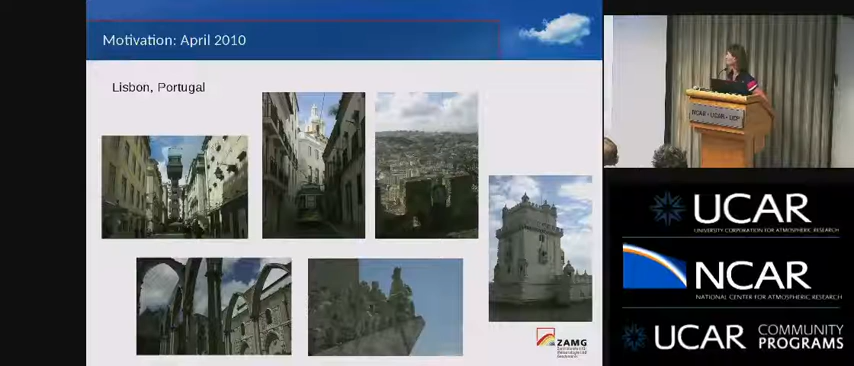 Motivation: April 2010
Lisbon, Portugal
ZAMG
NCAR • UCAR • UCP
UCAR
UNIVERSITY CORPORATION FOR ATMOSPHERIC RESEARCH
NCAR
NATIONAL CENTER FOR ATMOSPHERIC RESEARCH
UCAR COMMUNITY
PROGRAMS